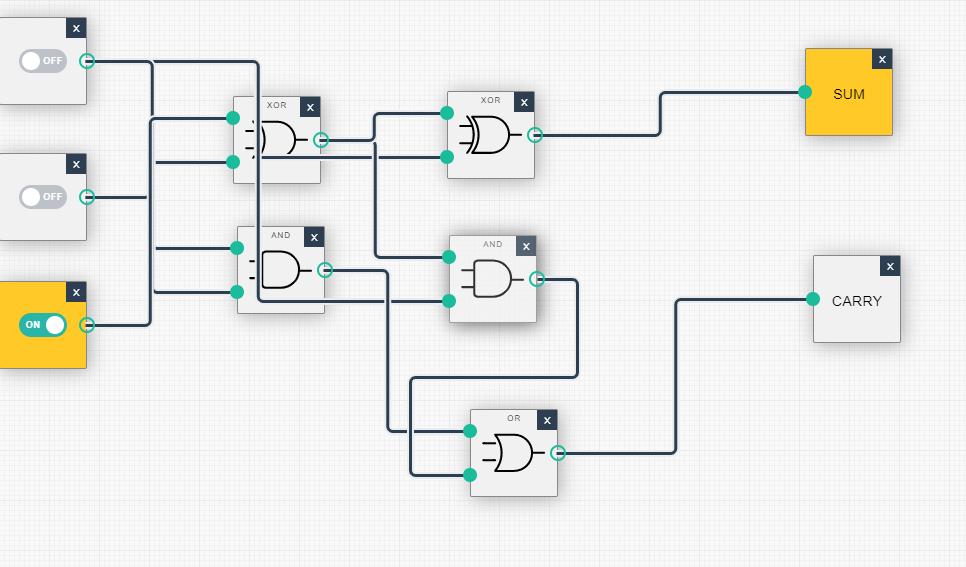 x
OFF
XOR x
XOR x
x
SUM
x
OFF
AND x
AND x
x
CARRY
x
ON
OR x